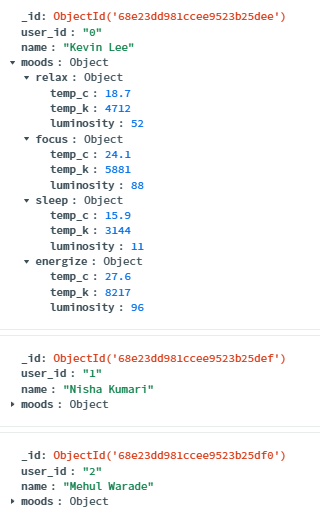 _id: ObjectId('68e23dd981ccee9523b25dee')
user_id : "0"
name : "Kevin Lee"
moods : Object
relax : Object
temp_c : 18.7
temp_k : 4712
luminosity : 52
focus : Object
temp_c : 24.1
temp_k : 5881
luminosity : 88
sleep : Object
temp_c : 15.9
temp_k : 3144
luminosity : 11
energize : Object
temp_c : 27.6
temp_k : 8217
luminosity : 96
_id: ObjectId('68e23dd981ccee9523b25def')
user_id : "1"
name : "Nisha Kumari"
moods : Object
_id: ObjectId('68e23dd981ccee9523b25df0')
user_id : "2"
name : "Mehul Warade"
moods : Object